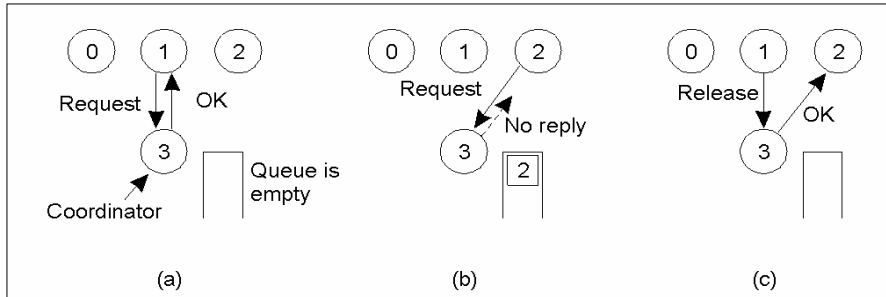 0 1 2
Request OK
3
Queue is
empty
Coordinator
(a)
0 1 2
Request
No reply
3
2
(b)
0 1 2
Release
OK
3
(c)